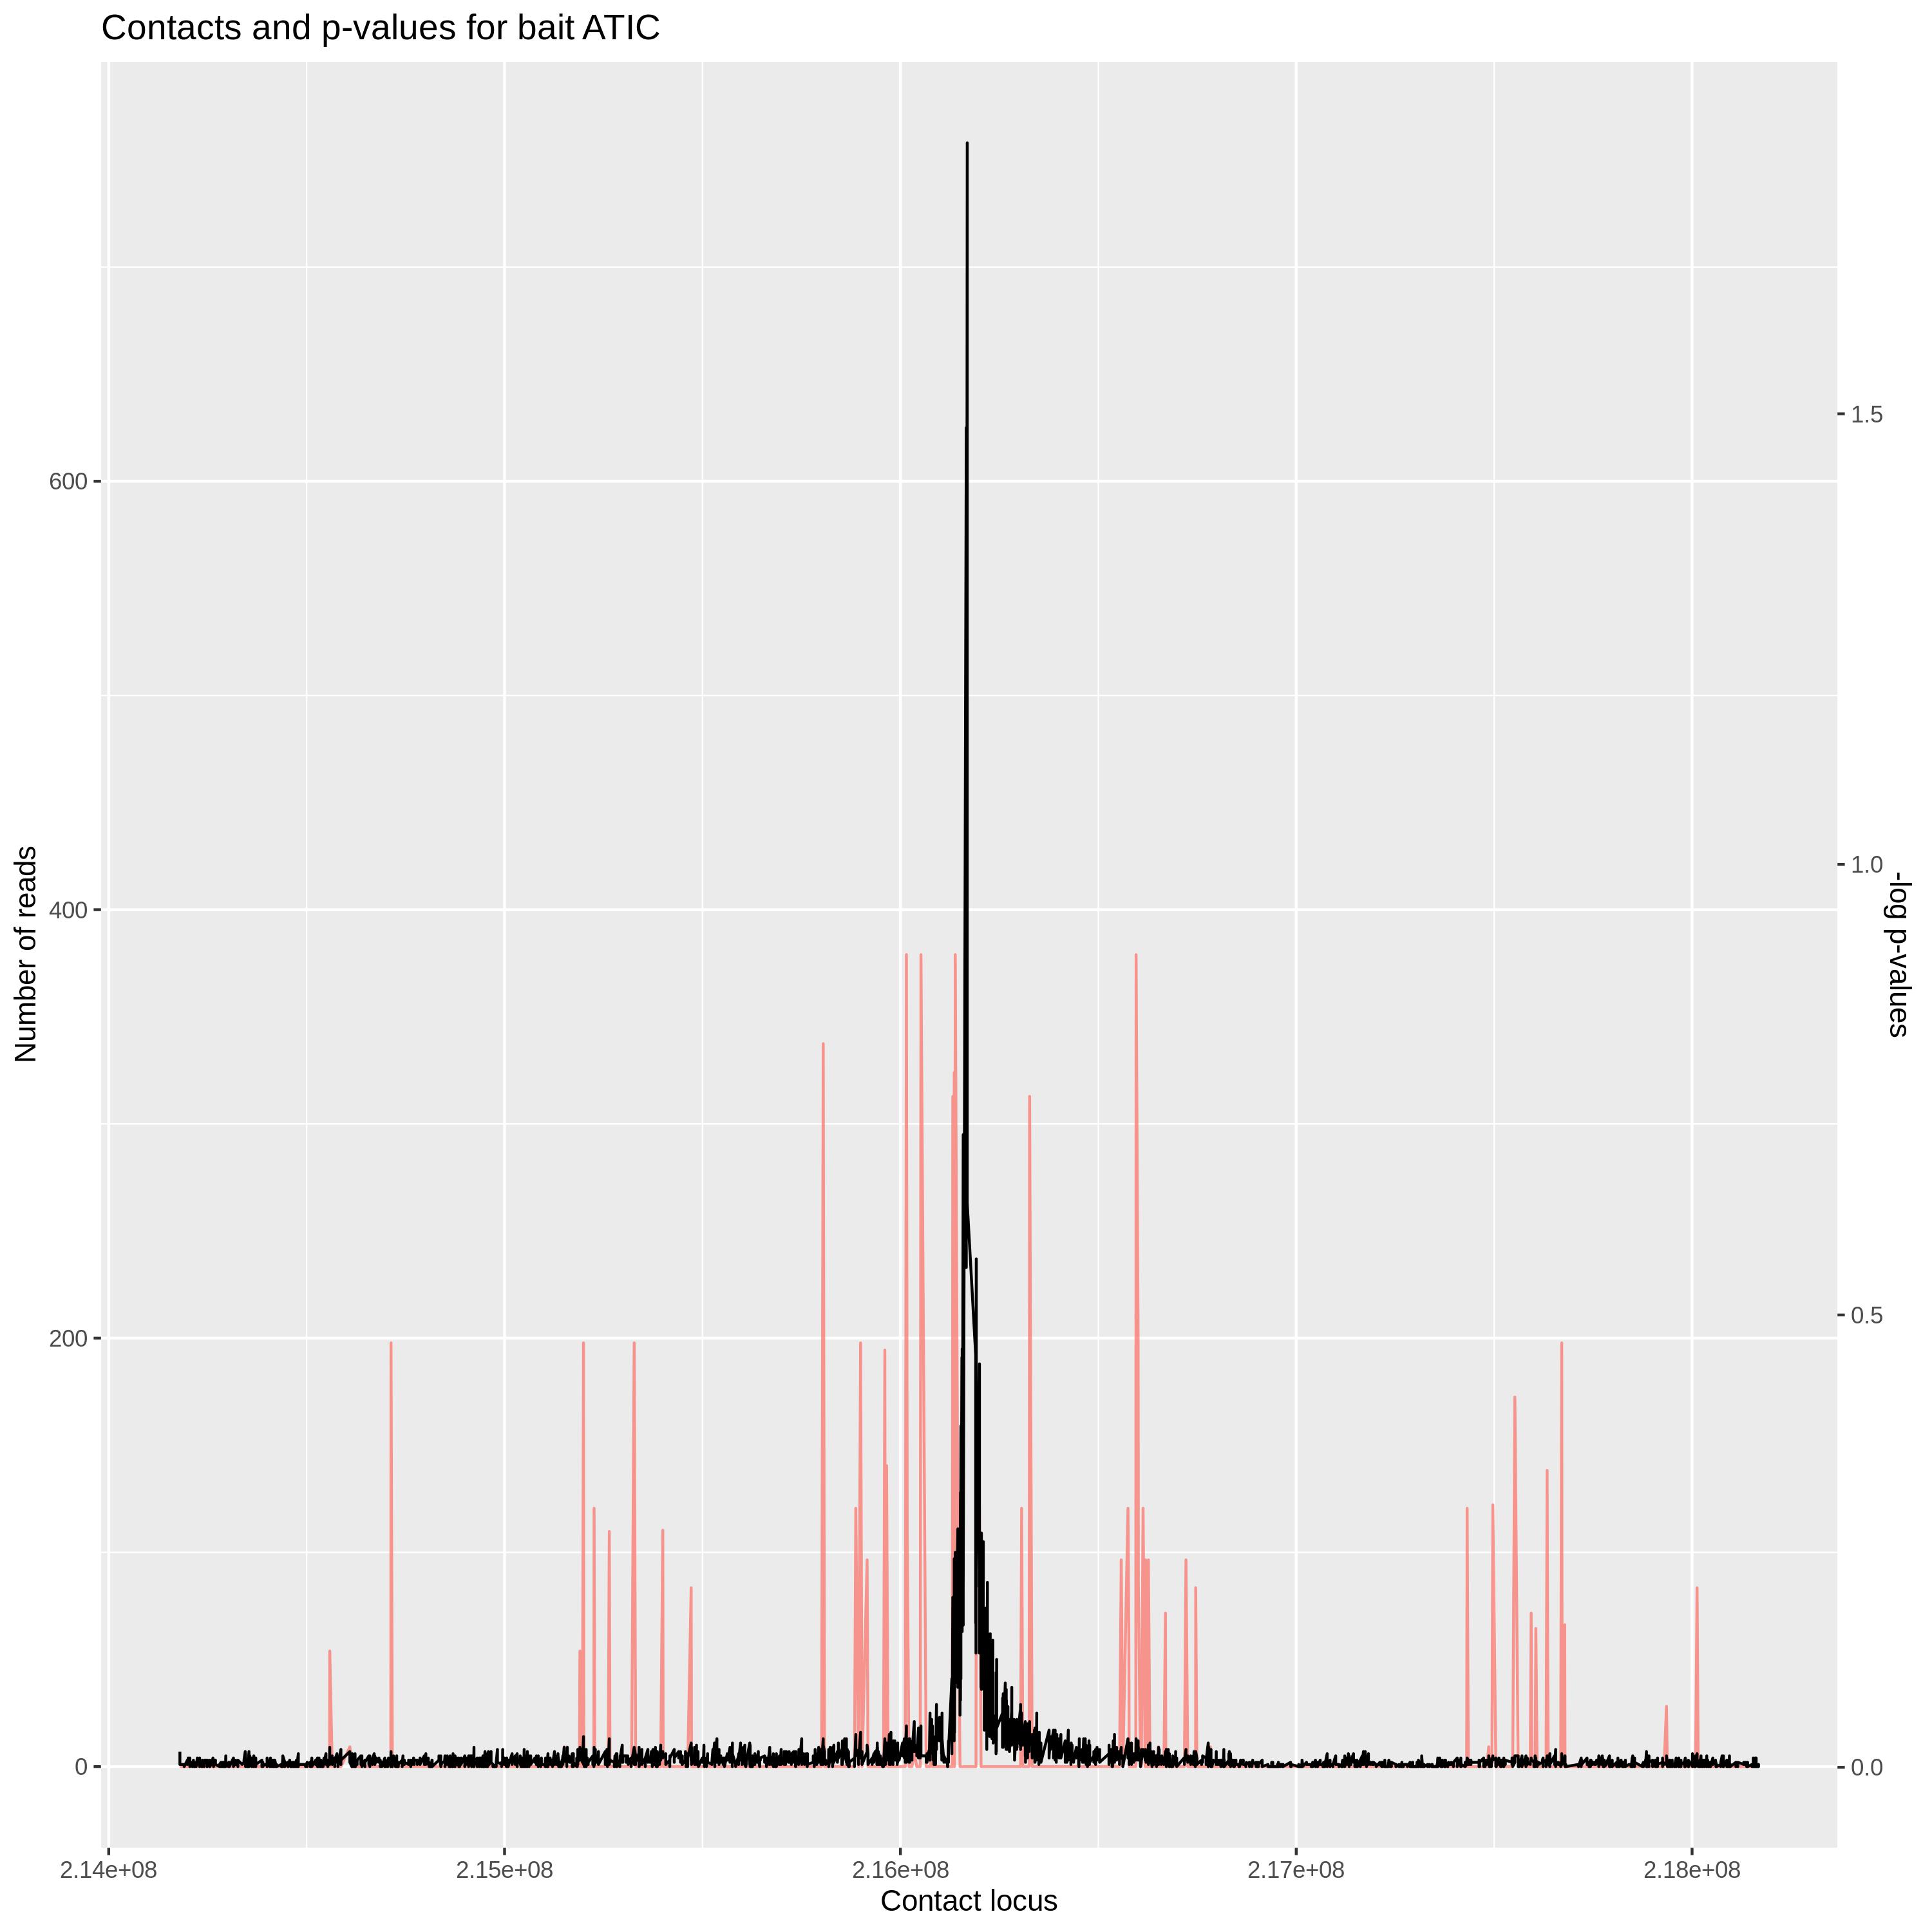 Contacts and p-values for bait ATIC
Number of reads
600
400
200
0
1.5
1.0
0.5
0.0
-log p-values
2.14e+08
2.15e+08
2.16e+08
2.17e+08
2.18e+08
Contact locus